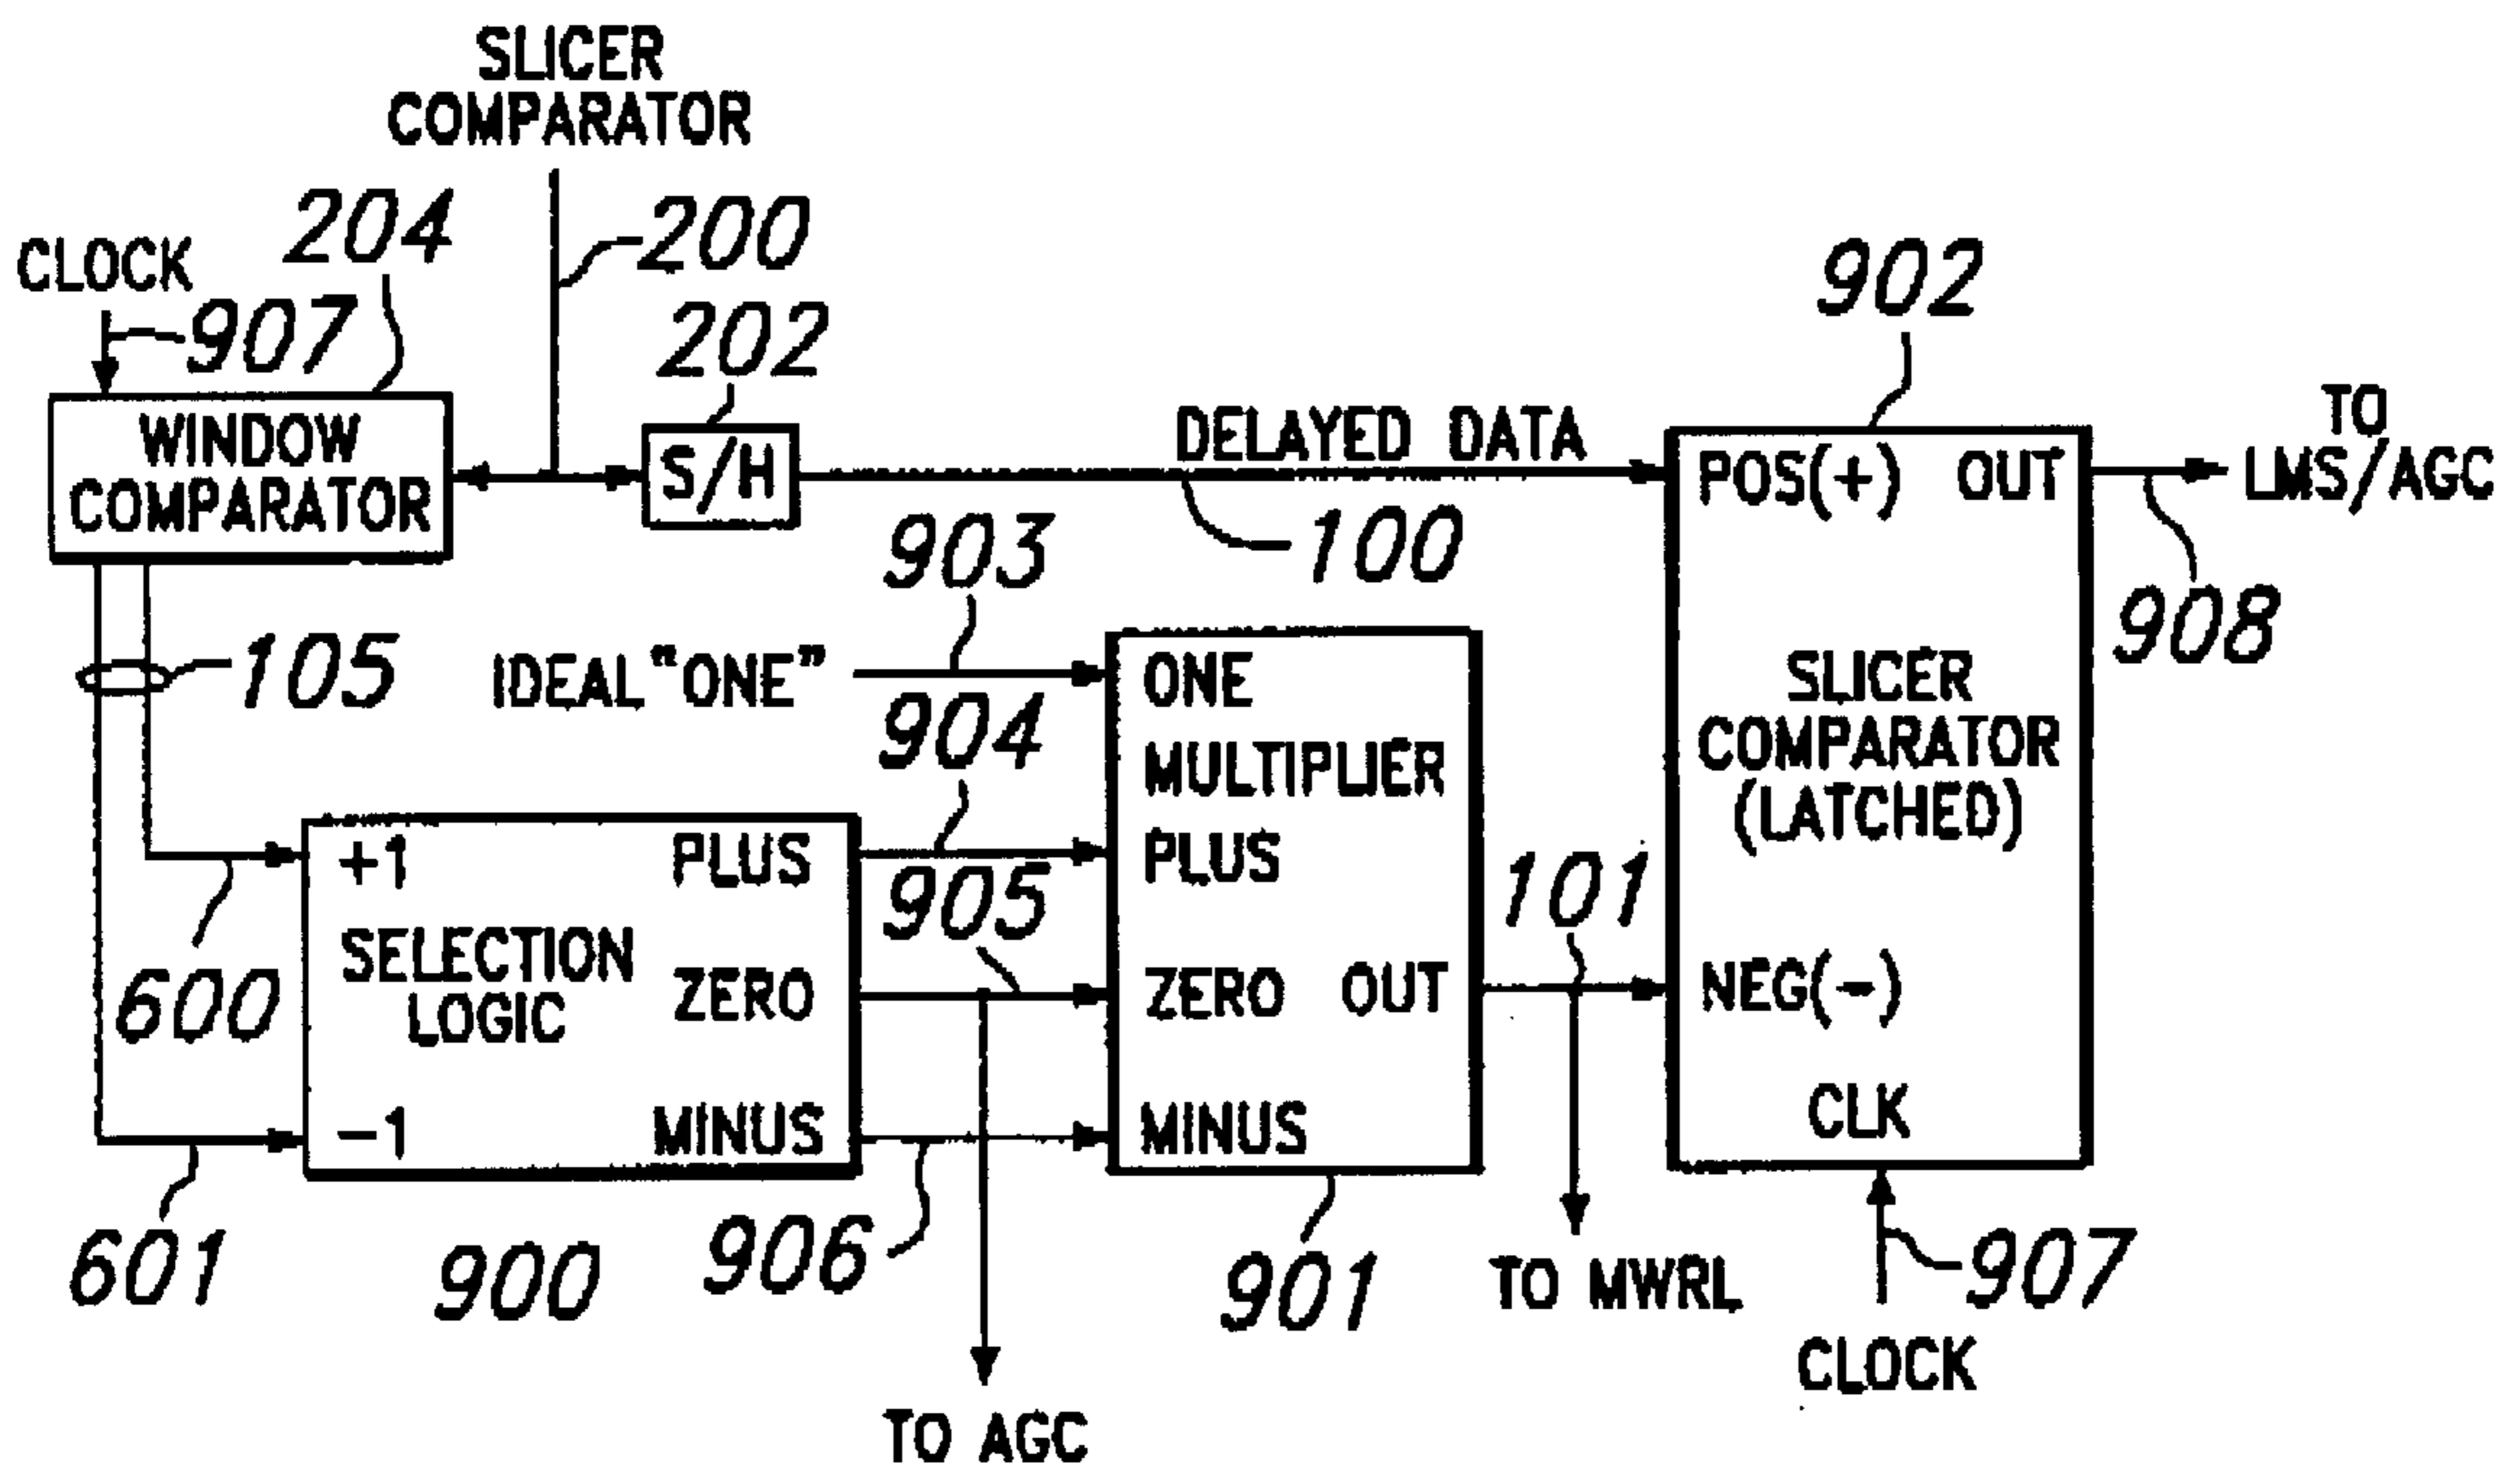 SLICER
COMPARATOR
204
200
CLOCK
907
202
902
WINDOW
COMPARATOR
S/H
DELAYED DATA
POS(+) OUT
TO
LMS/AGC
903
100
908
105
IDEAL "ONE"
ONE
904
MULTIPLIER
SLICER
COMPARATOR
(LATCHED)
+1 PLUS
PLUS
905
101
600
SELECTION
LOGIC
ZERO
ZERO OUT
NEG(-)
-1 MINUS
MINUS
CLK
601
900
906
901
TO MWRL
907
CLOCK
TO AGC